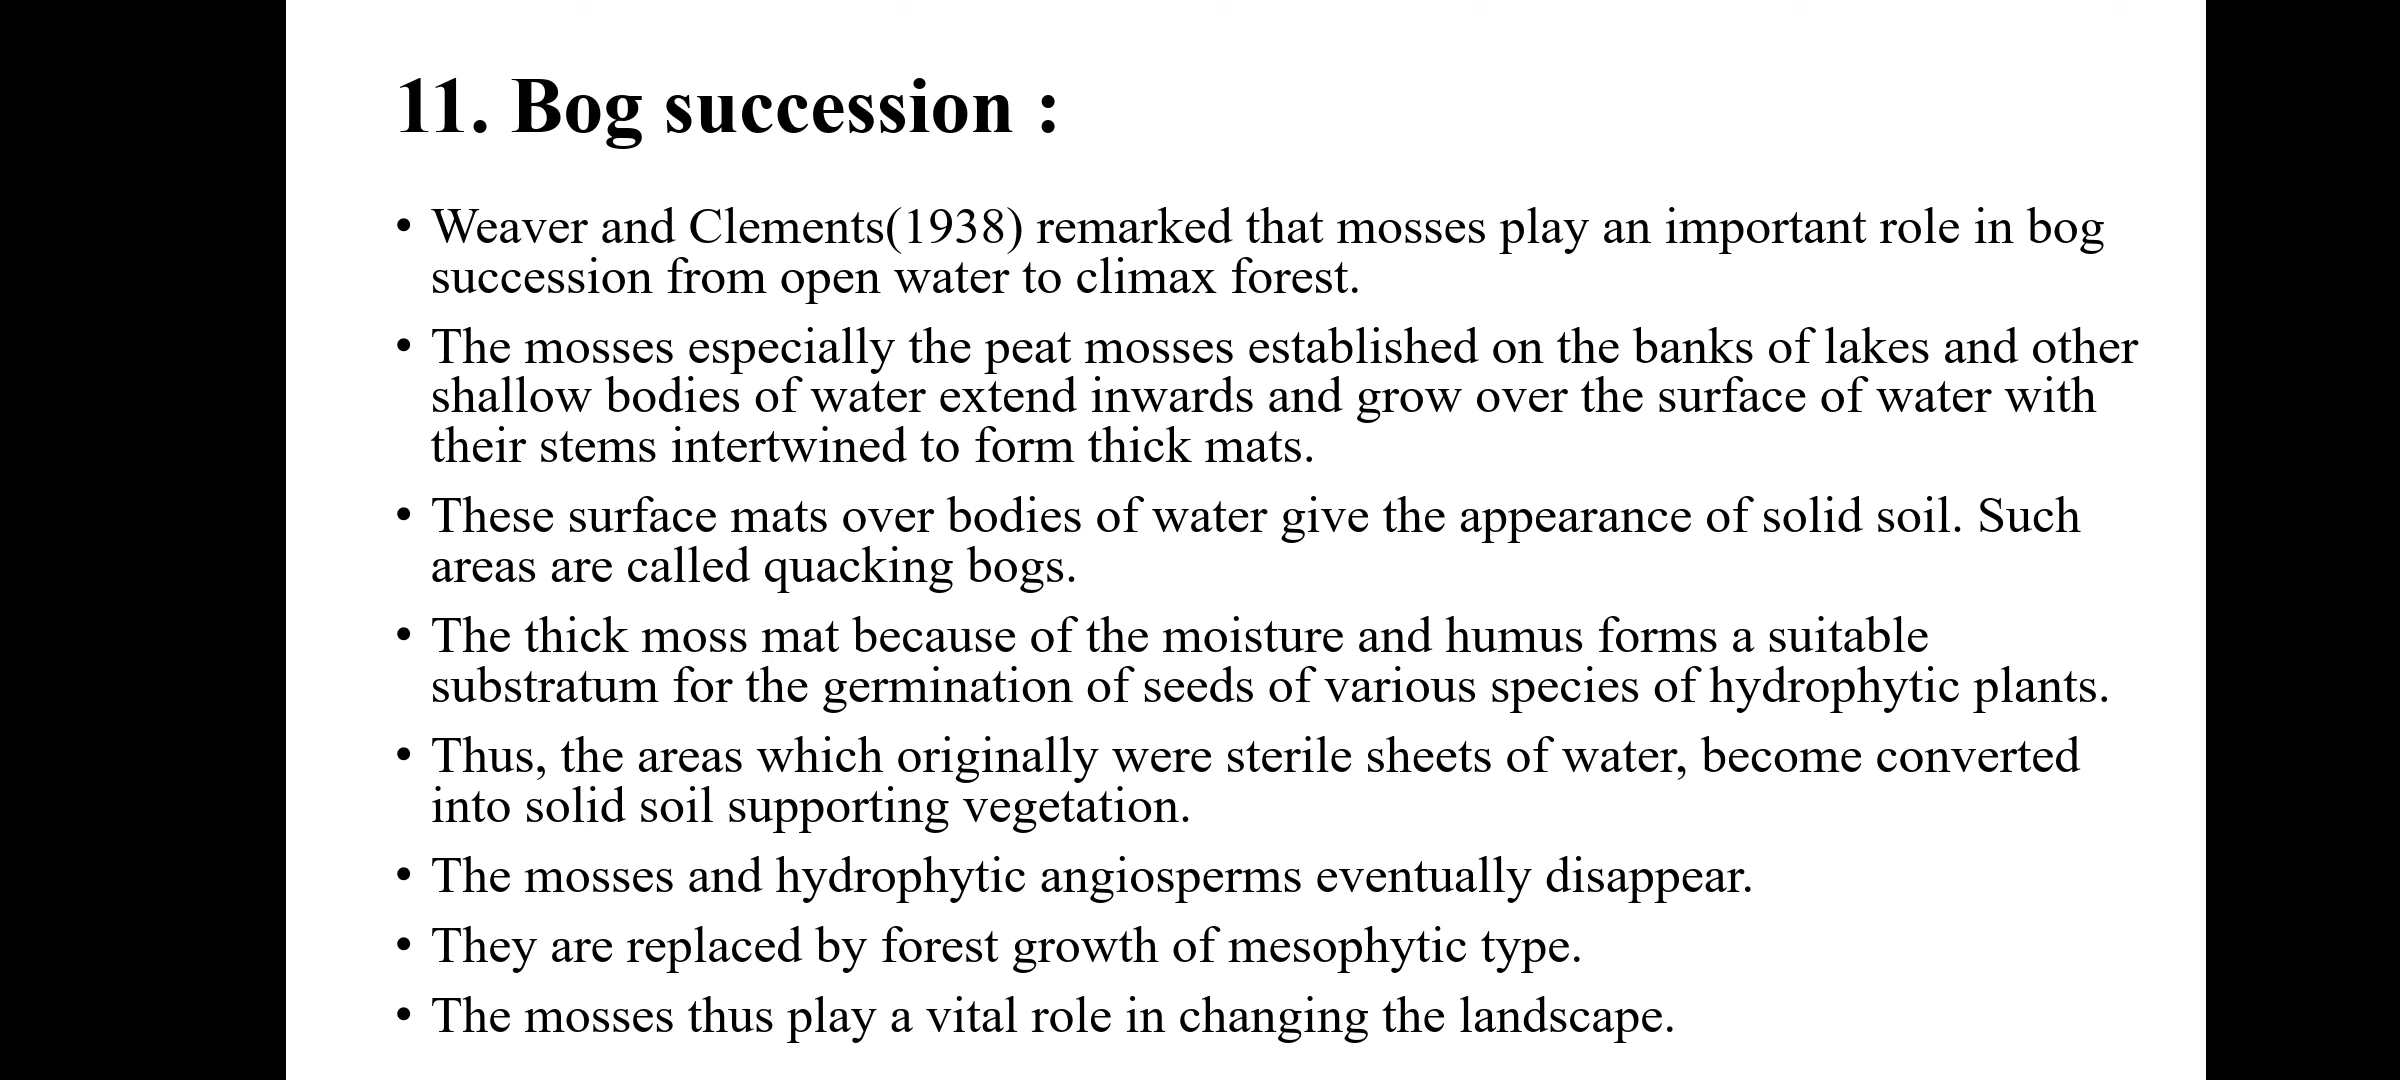 11. Bog succession :
• Weaver and Clements(1938) remarked that mosses play an important role in bog
succession from open water to climax forest.
• The mosses especially the peat mosses established on the banks of lakes and other
shallow bodies of water extend inwards and grow over the surface of water with
their stems intertwined to form thick mats.
• These surface mats over bodies of water give the appearance of solid soil. Such
areas are called quacking bogs.
• The thick moss mat because of the moisture and humus forms a suitable
substratum for the germination of seeds of various species of hydrophytic plants.
• Thus, the areas which originally were sterile sheets of water, become converted
into solid soil supporting vegetation.
• The mosses and hydrophytic angiosperms eventually disappear.
• They are replaced by forest growth of mesophytic type.
• The mosses thus play a vital role in changing the landscape.